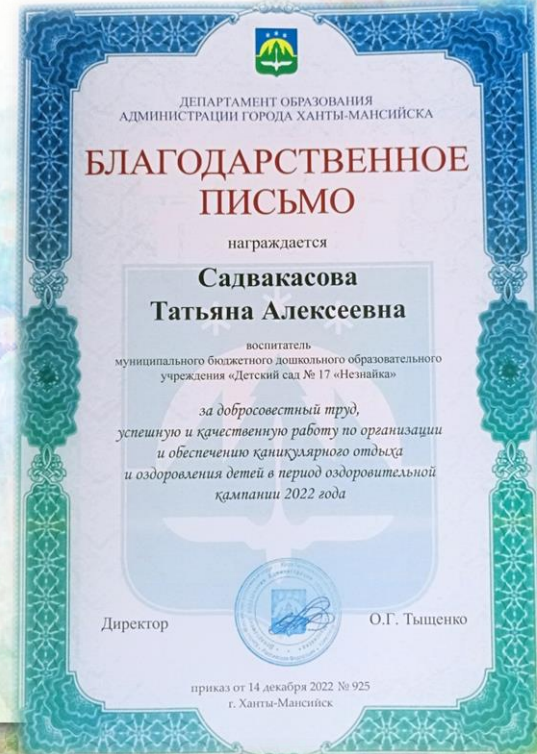 ДЕПАРТАМЕНТ ОБРАЗОВАНИЯ
АДМИНИСТРАЦИИ ГОРОДА ХАНТЫ-МАНСИЙСКА
БЛАГОДАРСТВЕННОЕ
ПИСЬМО
награждается
Садвакасова
Татьяна Алексеевна
воспитатель
муниципального бюджетного дошкольного образовательного
учреждения «Детский сад № 17 «Незнайка»
за добросовестный труд,
успешную и качественную работу по организации
и обеспечению каникулярного отдыха
и оздоровления детей в период оздоровительной
кампании 2022 года
Директор
О.Г. Тыщенко
приказ от 14 декабря 2022 № 925
г. Ханты-Мансийск